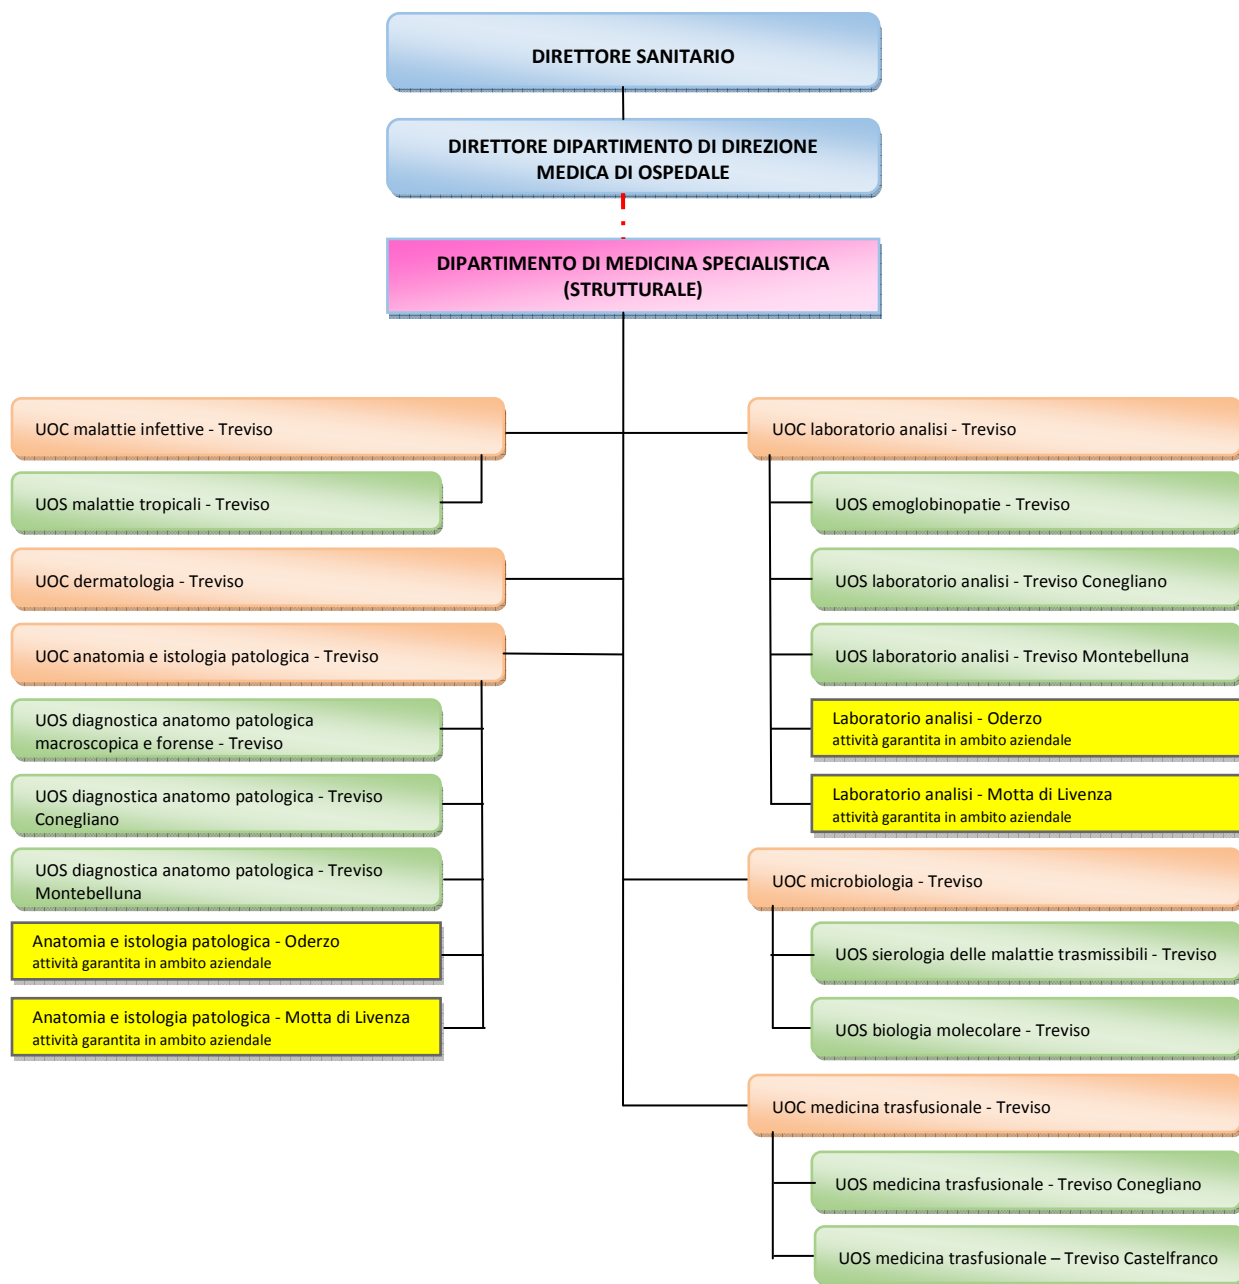 DIRETTORE SANITARIO
DIRETTORE DIPARTIMENTO DI DIREZIONE
MEDICA DI OSPEDALE
DIPARTIMENTO DI MEDICINA SPECIALISTICA
(STRUTTURALE)
UOC malattie infettive - Treviso
UOS malattie tropicali - Treviso
UOC dermatologia - Treviso
UOC anatomia e istologia patologica - Treviso
UOS diagnostica anatomo patologica
macroscopica e forense - Treviso
UOS diagnostica anatomo patologica - Treviso
Conegliano
UOS diagnostica anatomo patologica - Treviso
Montebelluna
Anatomia e istologia patologica - Oderzo
attività garantita in ambito aziendale
Anatomia e istologia patologica - Motta di Livenza
attività garantita in ambito aziendale
UOC laboratorio analisi - Treviso
UOS emoglobinopatie - Treviso
UOS laboratorio analisi - Treviso Conegliano
UOS laboratorio analisi - Treviso Montebelluna
Laboratorio analisi - Oderzo
attività garantita in ambito aziendale
Laboratorio analisi - Motta di Livenza
attività garantita in ambito aziendale
UOC microbiologia - Treviso
UOS sierologia delle malattie trasmissibili - Treviso
UOS biologia molecolare - Treviso
UOC medicina trasfusionale - Treviso
UOS medicina trasfusionale - Treviso Conegliano
UOS medicina trasfusionale – Treviso Castelfranco